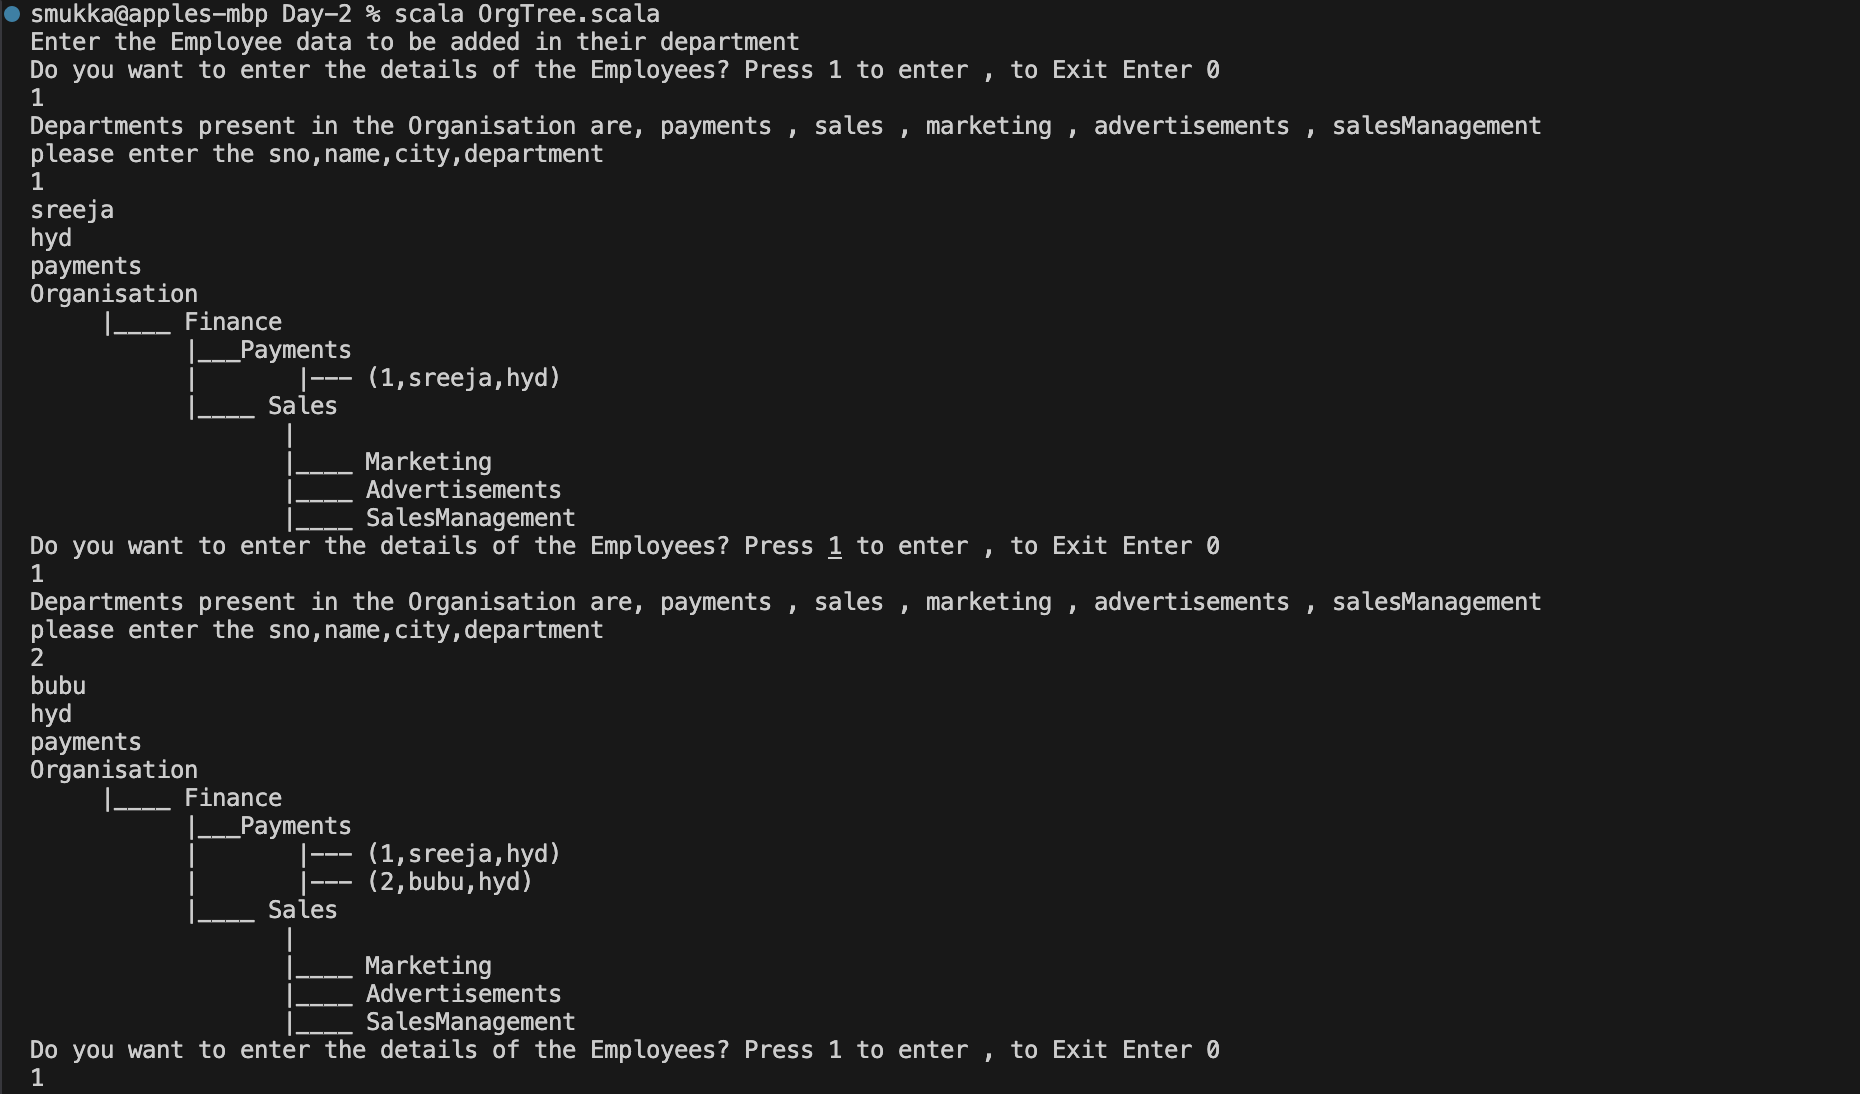 smukka@apples-mbp Day-2 % scala OrgTree.scala
Enter the Employee data to be added in their department
Do you want to enter the details of the Employees? Press 1 to enter , to Exit Enter 0
1
Departments present in the Organisation are, payments , sales , marketing , advertisements , salesManagement
please enter the sno,name,city,department
1
sreeja
hyd
payments
Organisation
|____ Finance
|___Payments
|       |--- (1,sreeja,hyd)
|____ Sales
|
|____ Marketing
|____ Advertisements
|____ SalesManagement
Do you want to enter the details of the Employees? Press 1 to enter , to Exit Enter 0
1
Departments present in the Organisation are, payments , sales , marketing , advertisements , salesManagement
please enter the sno,name,city,department
2
bubu
hyd
payments
Organisation
|____ Finance
|___Payments
|       |--- (1,sreeja,hyd)
|       |--- (2,bubu,hyd)
|____ Sales
|
|____ Marketing
|____ Advertisements
|____ SalesManagement
Do you want to enter the details of the Employees? Press 1 to enter , to Exit Enter 0
1